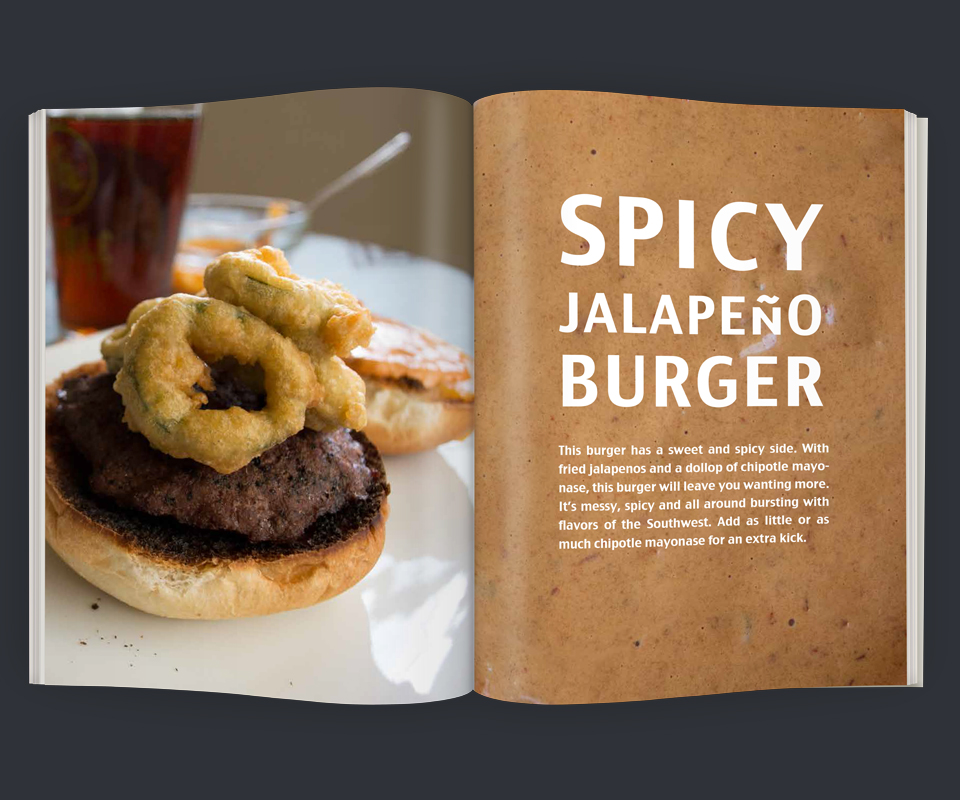 SPICY
JALAPEÑO
BURGER
This burger has a sweet and spicy side. With
fried jalapenos and a dollop of chipotle mayo-
nase, this burger will leave you wanting more.
It's messy, spicy and all around bursting with
flavors of the Southwest. Add as little or as
much chipotle mayonase for an extra kick.